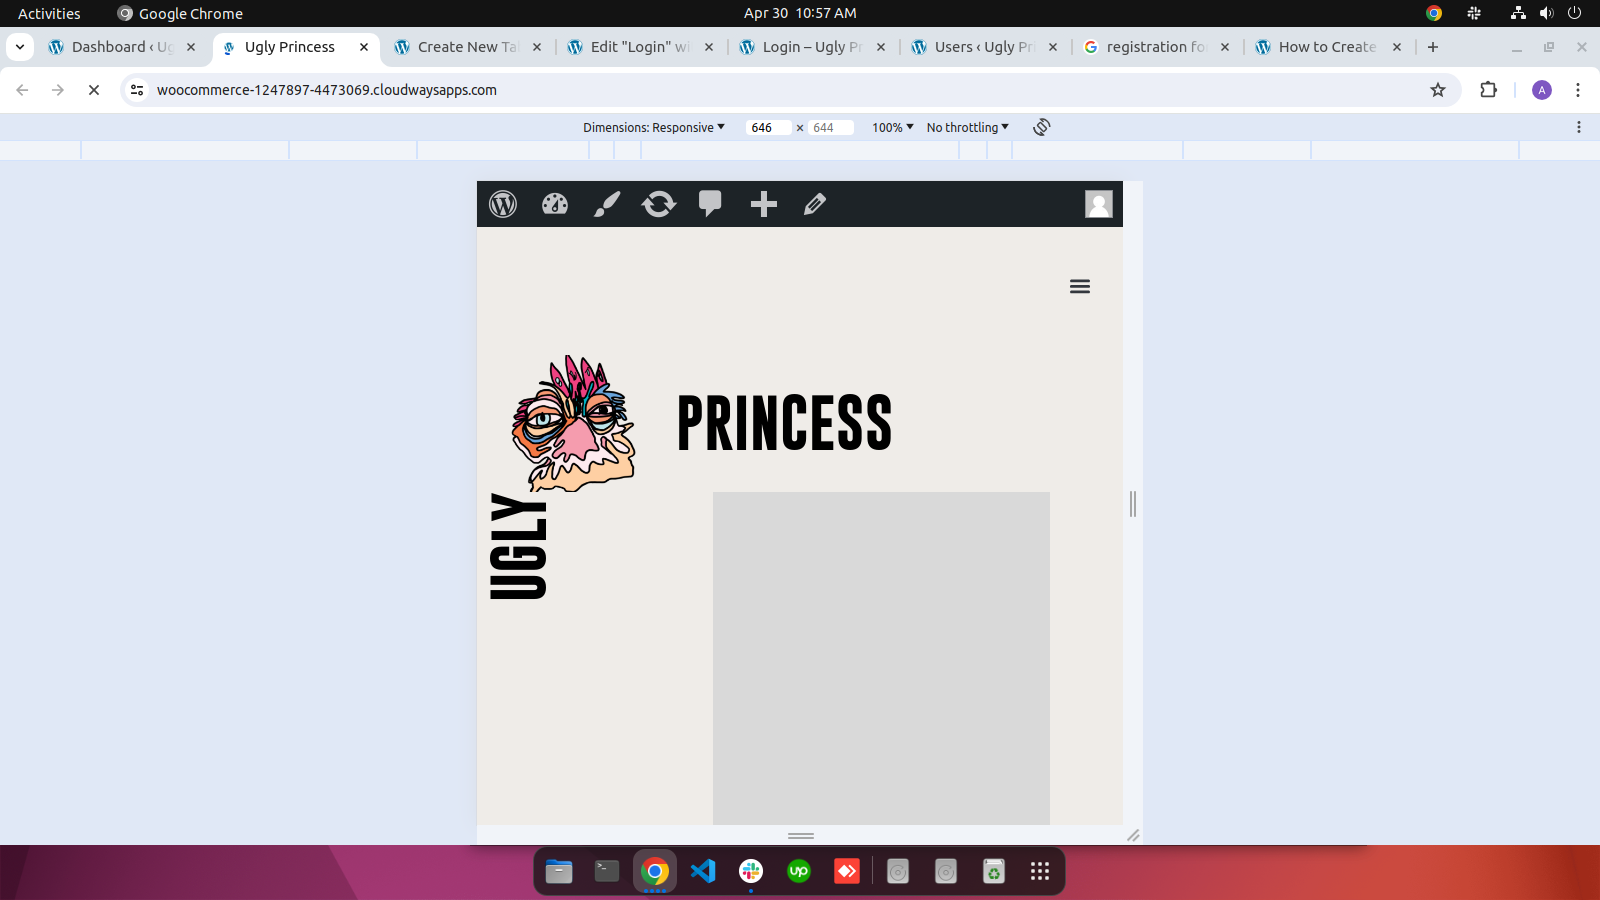 Activities
Google Chrome
Apr 30 10:57 AM
Dashboard ‹ Ug
Ugly Princess
Create New Ta
Edit "Login" wi
Login – Ugly Pr
Users ‹ Ugly Pr
registration fo
How to Create
woocommerce-1247897-4473069.cloudwaysapps.com
A
Dimensions: Responsive
646 × 644
100%
No throttling
PRINCESS
UGLY
up